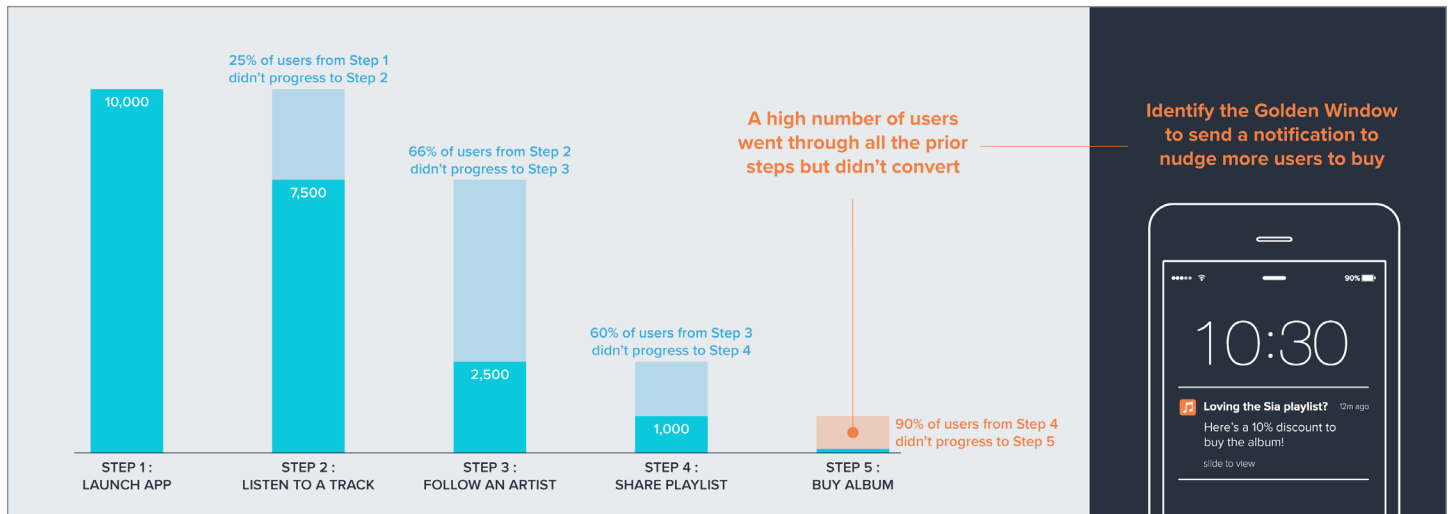 25% of users from Step 1
didn't progress to Step 2
10,000
66% of users from Step 2
didn't progress to Step 3
7,500
60% of users from Step 3
didn't progress to Step 4
2,500
1,000
A high number of users
went through all the prior
steps but didn't convert
90% of users from Step 4
didn't progress to Step 5
STEP 1 :
LAUNCH APP
STEP 2 :
LISTEN TO A TRACK
STEP 3 :
FOLLOW AN ARTIST
STEP 4 :
SHARE PLAYLIST
STEP 5 :
BUY ALBUM
Identify the Golden Window
to send a notification to
nudge more users to buy
90%
10:30
Loving the Sia playlist? 12m ago
Here's a 10% discount to
buy the album!
slide to view